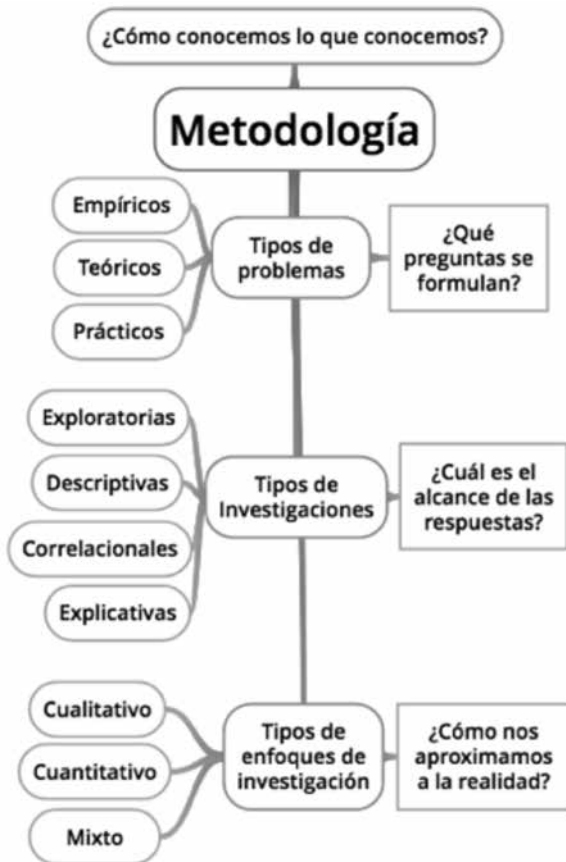 ¿Cómo conocemos lo que conocemos?
Metodología
Empíricos
Teóricos
Prácticos
Tipos de
problemas
¿Qué
preguntas se
formulan?
Exploratorias
Descriptivas
Correlacionales
Explicativas
Tipos de
Investigaciones
¿Cuál es el
alcance de las
respuestas?
Cualitativo
Cuantitativo
Mixto
Tipos de
enfoques de
investigación
¿Cómo nos
aproximamos
a la realidad?